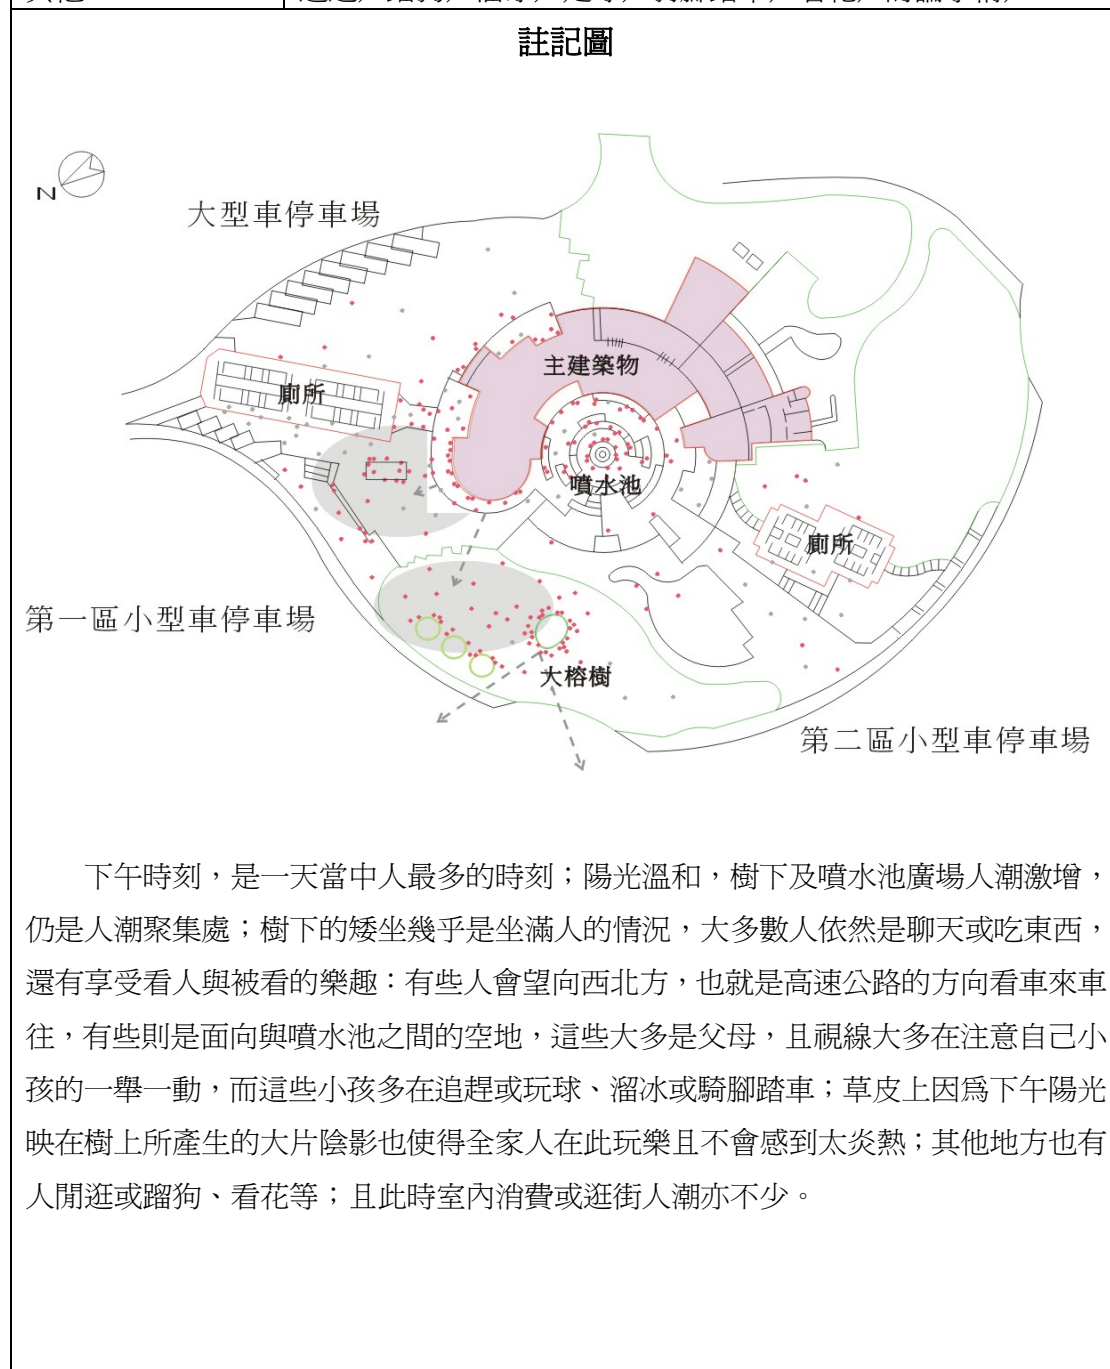 註記圖
N
大型車停車場
主建築物
廁所
噴水池
廁所
第一區小型車停車場
大榕樹
第二區小型車停車場
下午時刻，是一天當中人最多的時刻；陽光溫和，樹下及噴水池廣場人潮激增，
仍是人潮聚集處；樹下的矮坐幾乎是坐滿人的情況，大多數人依然是聊天或吃東西，
還有享受看人與被看的樂趣：有些人會望向西北方，也就是高速公路的方向看車來車
往，有些則是面向與噴水池之間的空地，這些大多是父母，且視線大多在注意自己小
孩的一舉一動，而這些小孩多在追趕或玩球、溜冰或騎腳踏車；草皮上因爲下午陽光
映在樹上所產生的大片陰影也使得全家人在此玩樂且不會感到太炎熱；其他地方也有
人閒逛或蹓狗、看花等；且此時室內消費或逛街人潮亦不少。